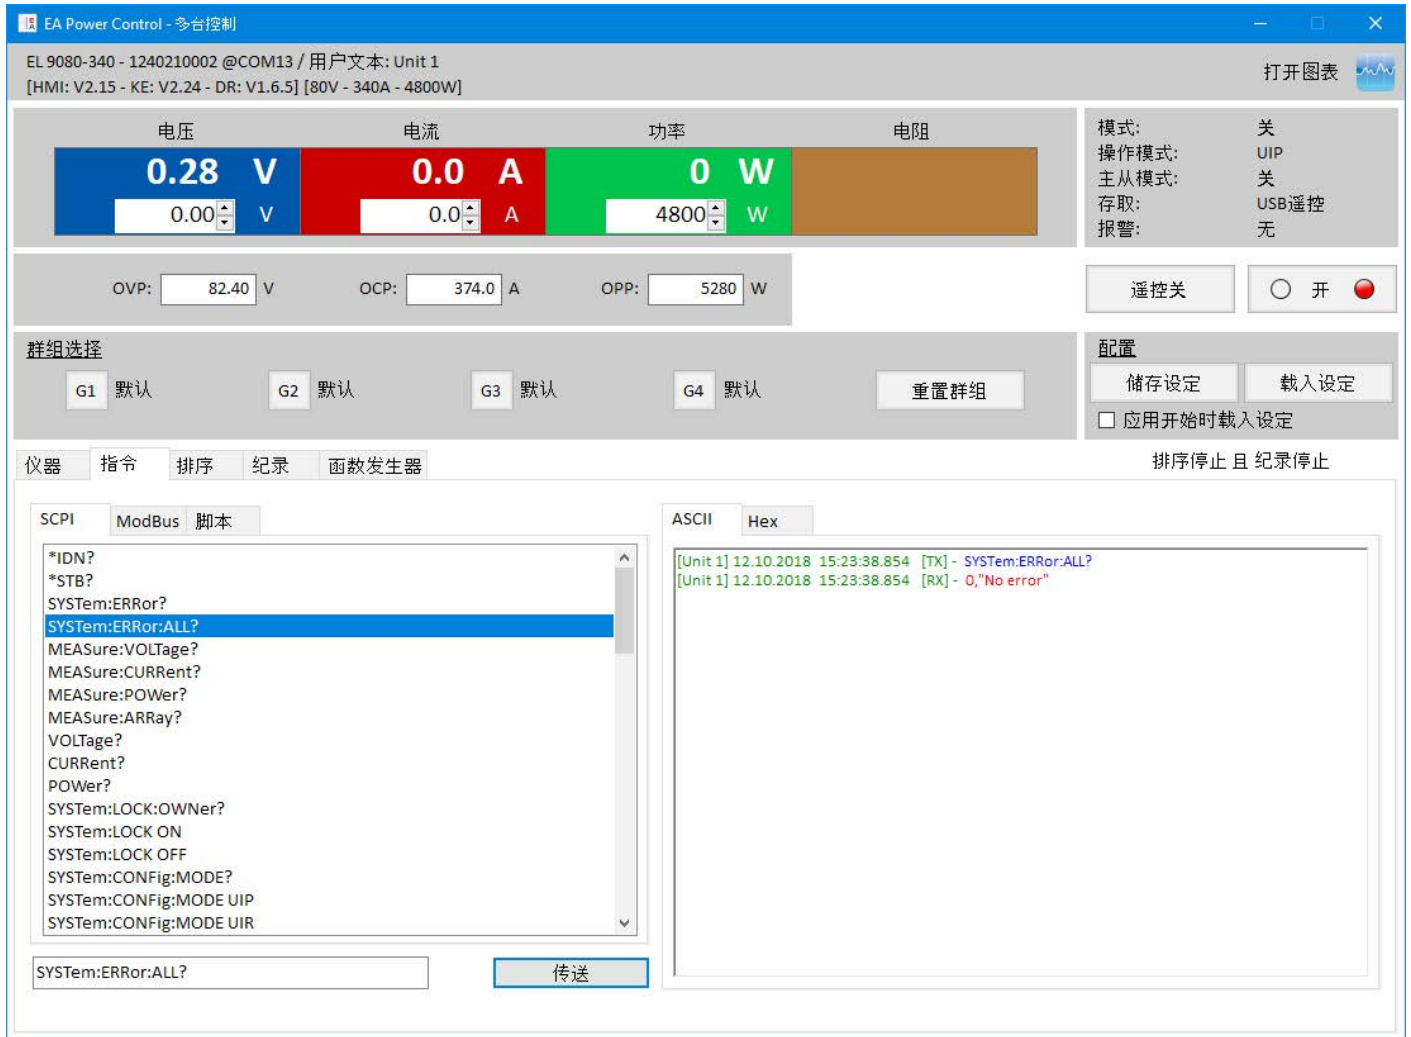 EA Power Control - 多台控制
EL 9080-340 - 1240210002 @COM13 / 用户文本: Unit 1
[HMI: V2.15 - KE: V2.24 - DR: V1.6.5] [80V - 340A - 4800W]
打开图表
电压 电流 功率 电阻
0.28 V 0.0 A 0 W
0.00 V 0.0 A 4800 W
模式: 关
操作模式: UIP
主从模式: 关
存取: USB遥控
报警: 无
OVP: 82.40 V OCP: 374.0 A OPP: 5280 W
遥控关 开
群组选择
G1 默认 G2 默认 G3 默认 G4 默认 重置群组
配置
储存设定 载入设定
应用开始时载入设定
仪器 指令 排序 纪录 函数发生器
排序停止 且 纪录停止
SCPI ModBus 脚本
*IDN?
*STB?
SYSTem:ERRor?
SYSTem:ERRor:ALL?
MEASure:VOLTage?
MEASure:CURRent?
MEASure:POWer?
MEASure:ARRay?
VOLTage?
CURRent?
POWer?
SYSTem:LOCK:OWNer?
SYSTem:LOCK ON
SYSTem:LOCK OFF
SYSTem:CONFig:MODE?
SYSTem:CONFig:MODE UIP
SYSTem:CONFig:MODE UIR
SYSTem:ERRor:ALL? 传送
ASCII Hex
[Unit 1] 12.10.2018 15:23:38.854 [TX] - SYSTem:ERRor:ALL?
[Unit 1] 12.10.2018 15:23:38.854 [RX] - 0,"No error"